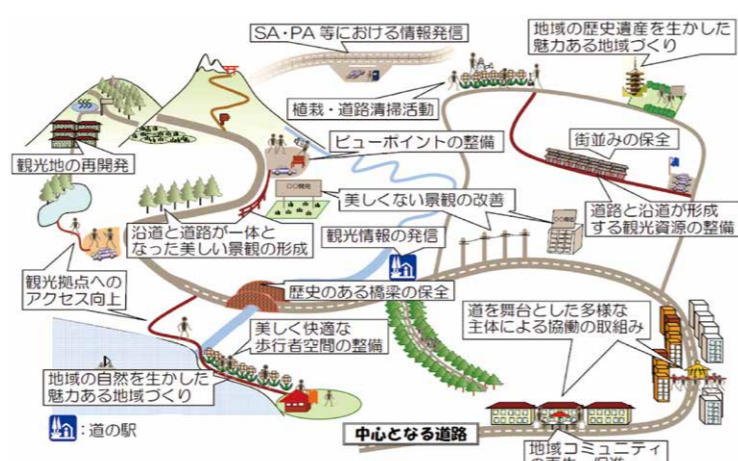 SA・PA等における情報発信
地域の歴史遺産を生かした
魅力ある地域づくり
植栽・道路清掃活動
街並みの保全
ビューポイントの整備
観光地の再開発
〇〇開発
美しくない景観の改善
道路と沿道が形成
する観光資源の整備
沿道と道路が一体と
なった美しい景観の形成
観光情報の発信
観光拠点への
アクセス向上
歴史のある橋梁の保全
道を舞台とした多様な
主体による協働の取組み
美しく快適な
歩行者空間の整備
地域の自然を生かした
魅力ある地域づくり
:道の駅
中心となる道路
地域コミュニティ
の再生・促進